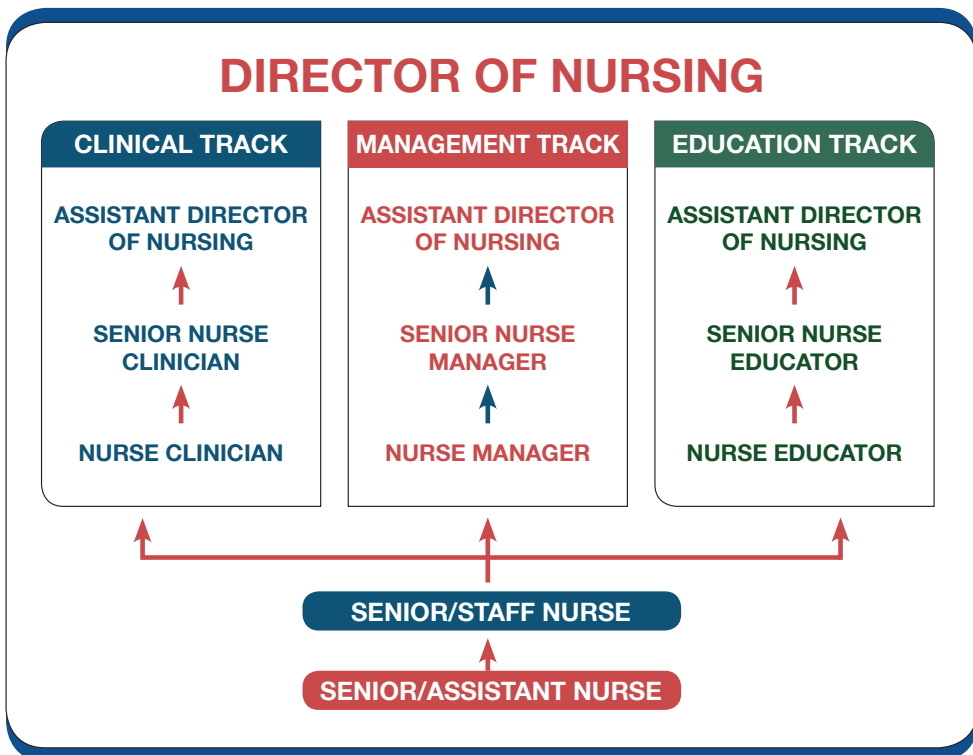 DIRECTOR OF NURSING
CLINICAL TRACK
ASSISTANT DIRECTOR
OF NURSING
SENIOR NURSE
CLINICIAN
NURSE CLINICIAN
MANAGEMENT TRACK
ASSISTANT DIRECTOR
OF NURSING
SENIOR NURSE
MANAGER
NURSE MANAGER
EDUCATION TRACK
ASSISTANT DIRECTOR
OF NURSING
SENIOR NURSE
EDUCATOR
NURSE EDUCATOR
SENIOR/STAFF NURSE
SENIOR/ASSISTANT NURSE